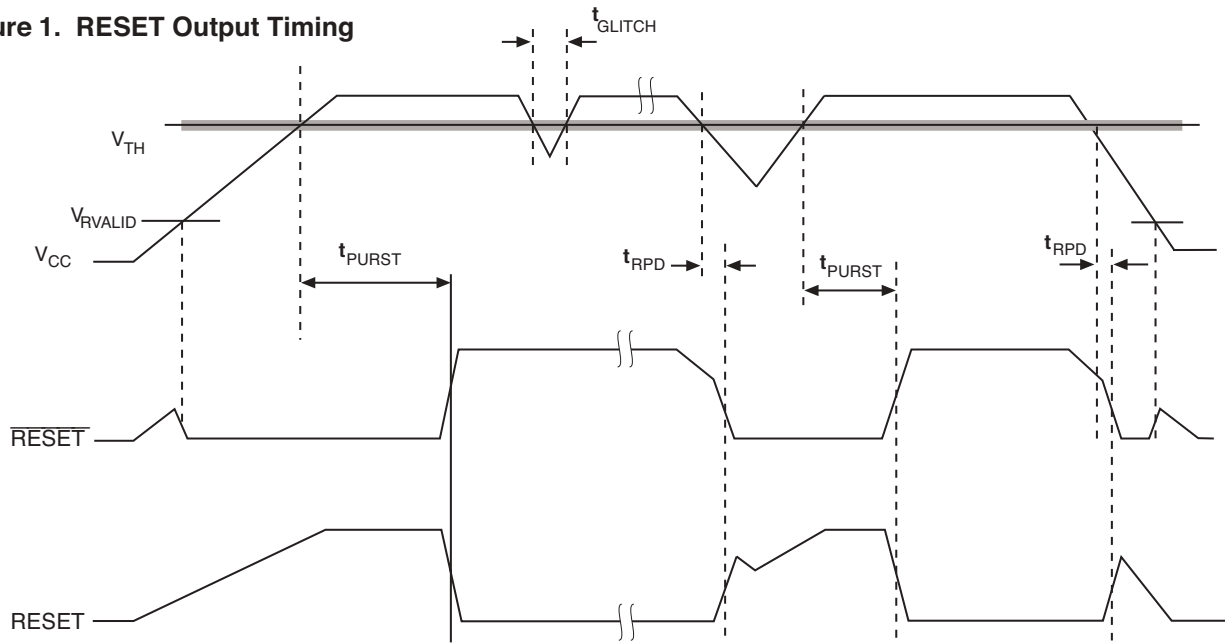 ure 1. RESET Output Timing
tGLITCH
VTH
VRVALID
VCC
tPURST
tRPD
tPURST
tRPD
RESET
RESET